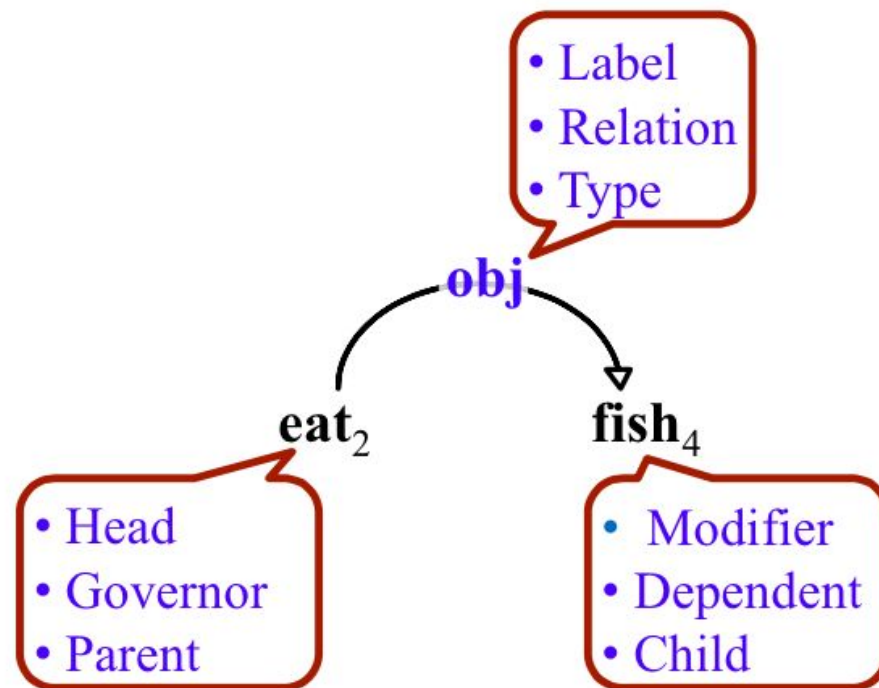 • Label
• Relation
• Type
obj
eat₂
fish₄
• Head
• Governor
• Parent
• Modifier
• Dependent
• Child